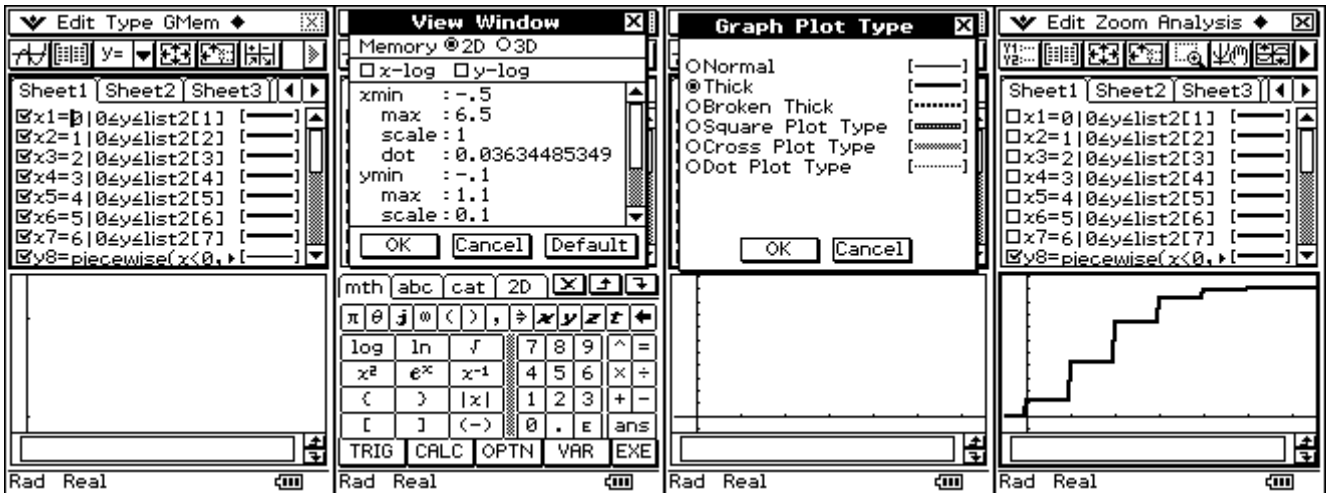 Edit Type GMem
y=
Sheet1 Sheet2 Sheet3
x1=0|0≤y≤list2[1]
x2=1|0≤y≤list2[2]
x3=2|0≤y≤list2[3]
x4=3|0≤y≤list2[4]
x5=4|0≤y≤list2[5]
x6=5|0≤y≤list2[6]
x7=6|0≤y≤list2[7]
y8=piecewise(x<0,
Rad Real
View Window
Memory 2D 3D
x-log y-log
xmin :-.5
max :6.5
scale:1
dot :0.03634485349
ymin :-.1
max :1.1
scale:0.1
OK Cancel Default
mth abc cat 2D
π θ i ∞ ( ) , ⇒ x y z t
log ln √ 7 8 9 ^ =
x² eˣ x⁻¹ 4 5 6 × ÷
( ) |x| 1 2 3 + −
[ ] (−) 0 . E ans
TRIG CALC OPTN VAR EXE
Rad Real
Graph Plot Type
Normal
Thick
Broken Thick
Square Plot Type
Cross Plot Type
Dot Plot Type
OK Cancel
Rad Real
Edit Zoom Analysis
Y1:
Y2:
Sheet1 Sheet2 Sheet3
x1=0|0≤y≤list2[1]
x2=1|0≤y≤list2[2]
x3=2|0≤y≤list2[3]
x4=3|0≤y≤list2[4]
x5=4|0≤y≤list2[5]
x6=5|0≤y≤list2[6]
x7=6|0≤y≤list2[7]
y8=piecewise(x<0,
Rad Real